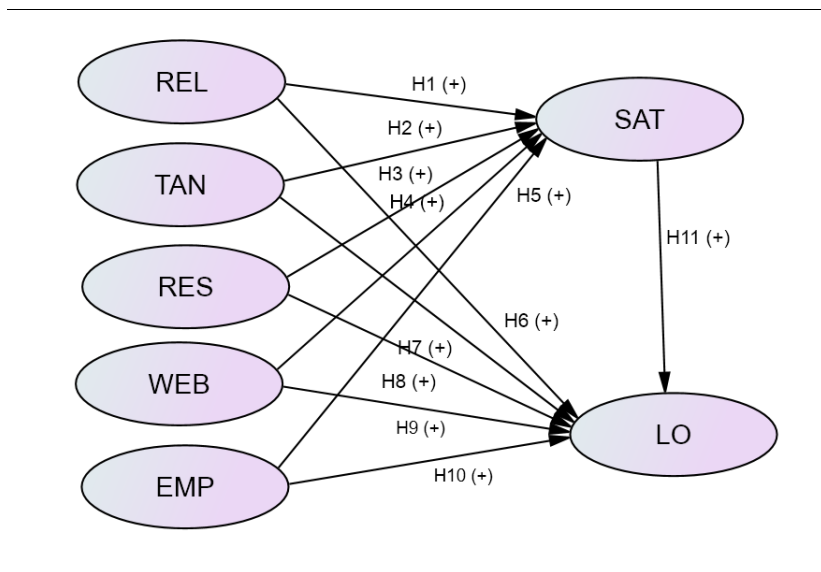 REL
H1 (+)
SAT
H2 (+)
TAN
H3 (+)
H4 (+)
H5 (+)
H11 (+)
RES
H6 (+)
H7 (+)
WEB
H8 (+)
H9 (+)
LO
EMP
H10 (+)